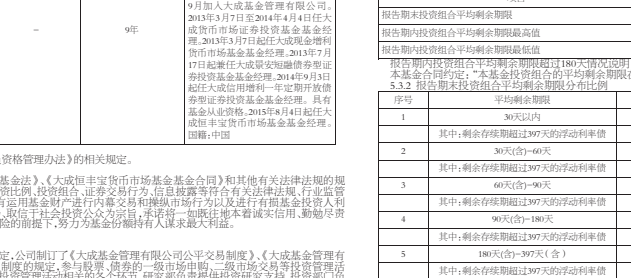 -
9年
9月加入大成基金管理有限公司。
2013年3月7日至2014年4月4日任大
成货币市场证券投资基金基金经
理。2013年3月7日起任大成现金增利
货币市场基金基金经理。2013年7月
17日起兼任大成景安短融债券型证
券投资基金基金经理。2014年9月3日
起任大成信用增利一年定期开放债
券型证券投资基金基金经理。具有
基金从业资格。2015年8月4日起任大
成恒丰宝货币市场基金基金经理。
国籍:中国
资格管理办法》的相关规定。
基金法》、《大成恒丰宝货币市场基金基金合同》和其他有关法律法规的规
资比例、投资组合、证券交易行为、信息披露等符合有关法律法规、行业监管
有运用基金财产进行内幕交易和操纵市场行为以及进行有损基金投资人利
,取信于社会投资公众为宗旨,承诺将一如既往地本着诚实信用、勤勉尽责
险的前提下,努力为基金份额持有人谋求最大利益。
定,公司制订了《大成基金管理有限公司公平交易制度》、《大成基金管理有
制度的规定,参与股票、债券的一级市场申购、二级市场交易等投资管理活
报告期末投资组合平均剩余期限
报告期内投资组合平均剩余期限最高值
报告期内投资组合平均剩余期限最低值
报告期内投资组合平均剩余期限超过180天情况说明
本基金合同约定:"本基金投资组合的平均剩余期限在
5.3.2 报告期末投资组合平均剩余期限分布比例
序号 平均剩余期限
1 30天以内
其中:剩余存续期超过397天的浮动利率债
2 30天(含)-60天
其中:剩余存续期超过397天的浮动利率债
3 60天(含)-90天
其中:剩余存续期超过397天的浮动利率债
4 90天(含)-180天
其中:剩余存续期超过397天的浮动利率债
5 180天(含)-397天(含)
其中:剩余存续期超过397天的浮动利率债